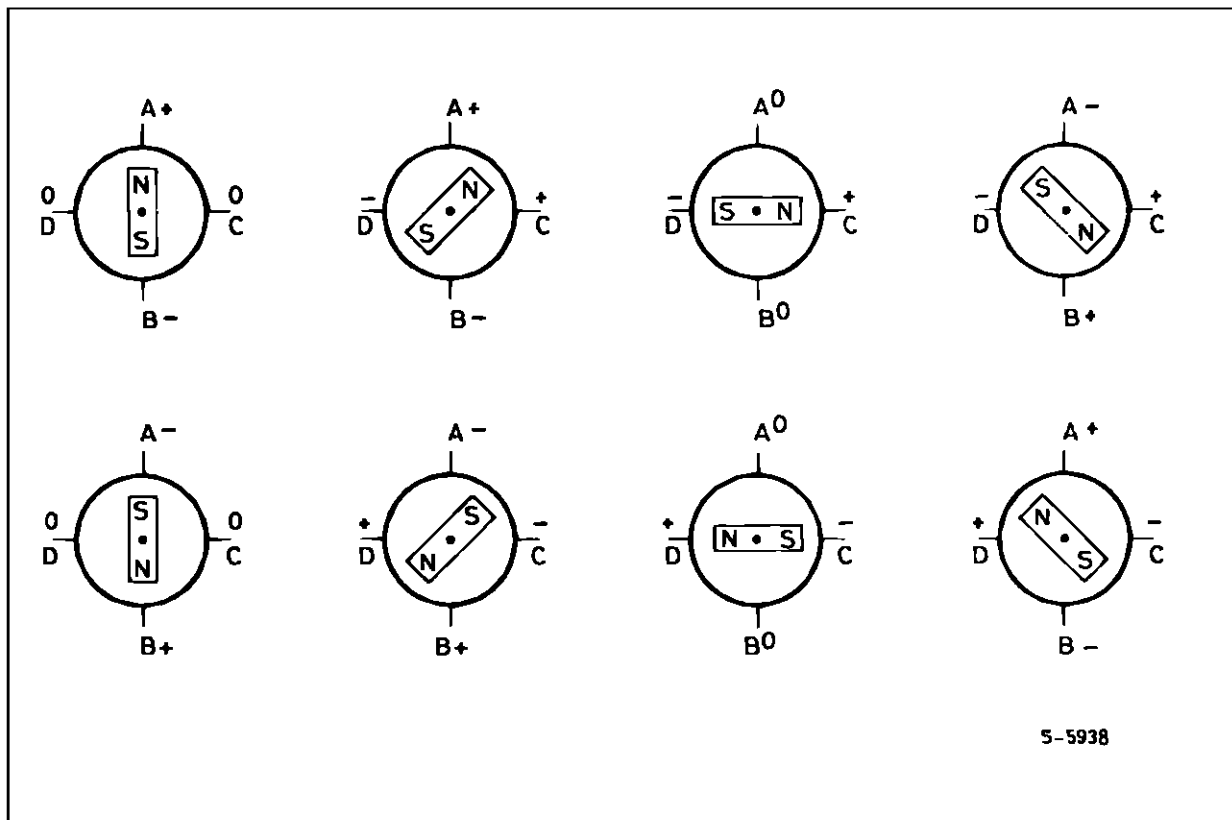 A+ A+ A0 A-
N N S
0 0 - + S N - +
D C D C D C D C
S S N
B- B- B0 B+
A- A- A0 A+
S S N
0 0 + - N S + -
D C D C D C D C
N N S
B+ B+ B0 B-
5-5938